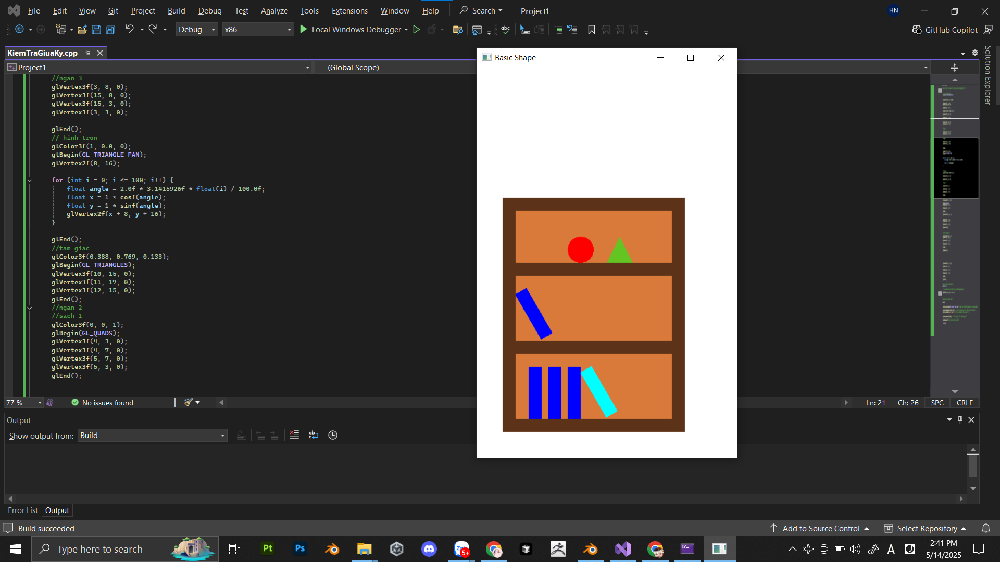 File Edit View Git Project Build Debug Test Analyze Tools Extensions Window Help Search Project1 HN
Debug x86 Local Windows Debugger abc GitHub Copilot
KiemTraGiuaKy.cpp
Project1 (Global Scope)
Basic Shape
Solution Explorer
//ngan 3
glVertex3f(3, 8, 0);
glVertex3f(15, 8, 0);
glVertex3f(15, 3, 0);
glVertex3f(3, 3, 0);
glEnd();
// hinh tron
glColor3f(1, 0.0, 0);
glBegin(GL_TRIANGLE_FAN);
glVertex2f(8, 16);
for (int i = 0; i <= 100; i++) {
float angle = 2.0f * 3.1415926f * float(i) / 100.0f;
float x = 1 * cosf(angle);
float y = 1 * sinf(angle);
glVertex2f(x + 8, y + 16);
}
glEnd();
//tam giac
glColor3f(0.388, 0.769, 0.133);
glBegin(GL_TRIANGLES);
glVertex3f(10, 15, 0);
glVertex3f(11, 17, 0);
glVertex3f(12, 15, 0);
glEnd();
//ngan 2
//sach 1
glColor3f(0, 0, 1);
glBegin(GL_QUADS);
glVertex3f(4, 3, 0);
glVertex3f(4, 7, 0);
glVertex3f(5, 7, 0);
glVertex3f(5, 3, 0);
glEnd();
77 % No issues found Ln: 21 Ch: 26 SPC CRLF
Output
Show output from: Build
Error List Output
Build succeeded Add to Source Control Select Repository
Type here to search Pt Ps 5+ 2:41 PM
5/14/2025